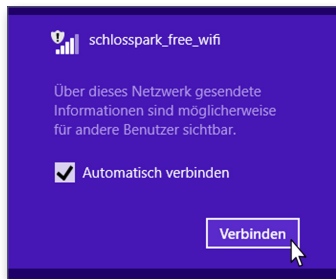 schlosspark_free_wifi
Über dieses Netzwerk gesendete
Informationen sind möglicherweise
für andere Benutzer sichtbar.
Automatisch verbinden
Verbinden